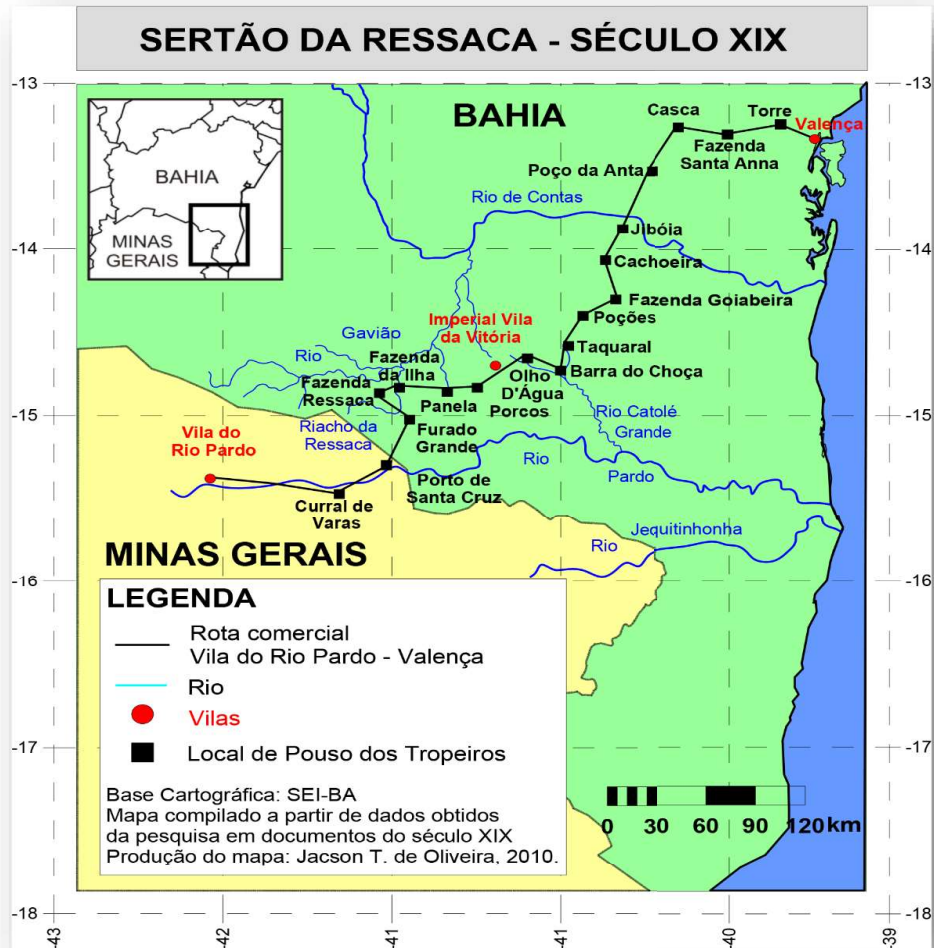 SERTÃO DA RESSACA - SÉCULO XIX
-13
-13
BAHIA
Casca
Torre
Valença
Fazenda
Santa Anna
BAHIA
MINAS
GERAIS
Poço da Anta
Rio de Contas
Jibóia
-14
-14
Cachoeira
Fazenda Goiabeira
Imperial Vila
da Vitória
Poções
Gavião
Rio
Fazenda
da Ilha
Taquaral
Fazenda
Ressaca
Olho
D'Água
Barra do Choça
Panela
Porcos
-15
-15
Riacho da
Ressaca
Furado
Grande
Rio Catolé
Grande
Vila do
Rio Pardo
Rio
Pardo
Porto de
Santa Cruz
Curral de
Varas
Jequitinhonha
Rio
MINAS GERAIS
-16
-16
LEGENDA
Rota comercial
Vila do Rio Pardo - Valença
Rio
Vilas
Local de Pouso dos Tropeiros
-17
-17
Base Cartográfica: SEI-BA
Mapa compilado a partir de dados obtidos
da pesquisa em documentos do século XIX
Produção do mapa: Jacson T. de Oliveira, 2010.
0 30 60 90 120 km
-18
-18
-43
-42
-41
-41
-40
-39